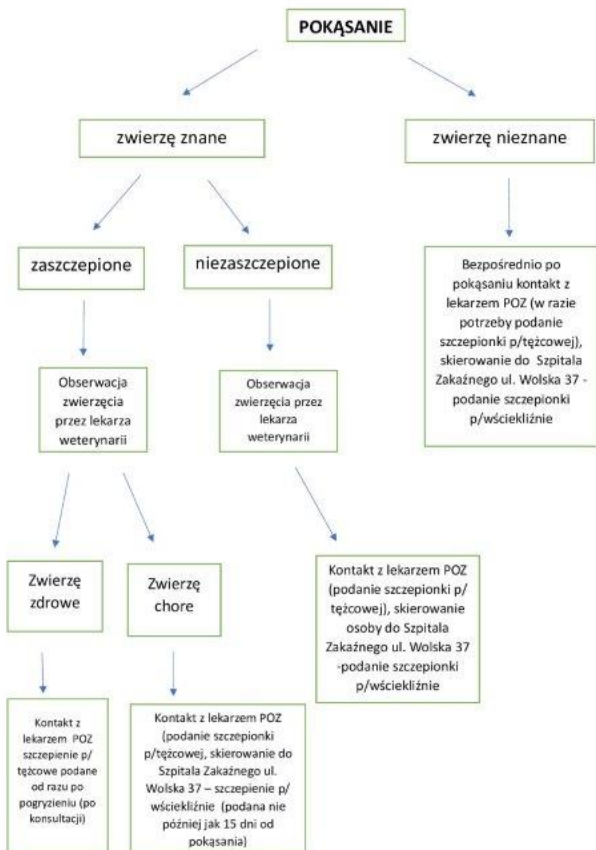 POKĄSANIE
zwierzę znane
zwierzę nieznane
zaszczepione
niezaszczepione
Bezpośrednio po
pokąsaniu kontakt z
lekarzem POZ (w razie
potrzeby podanie
szczepionki p/tężcowej),
skierowanie do Szpitala
Zakaźnego ul. Wolska 37 -
podanie szczepionki
p/wściekliźnie
Obserwacja
zwierzęcia
przez lekarza
weterynarii
Obserwacja
zwierzęcia przez
lekarza
weterynarii
Zwierzę
zdrowe
Zwierzę
chore
Kontakt z lekarzem POZ
(podanie szczepionki p/
tężcowej), skierowanie
osoby do Szpitala
Zakaźnego ul. Wolska 37
-podanie szczepionki
p/wściekliźnie
Kontakt z
lekarzem POZ
szczepienie p/
tężcowe podane
od razu po
pogryzieniu (po
konsultacji)
Kontakt z lekarzem POZ
(podanie szczepionki
p/tężcowej, skierowanie do
Szpitala Zakaźnego ul.
Wolska 37 – szczepienie p/
wściekliźnie (podana nie
później jak 15 dni od
pokąsania)